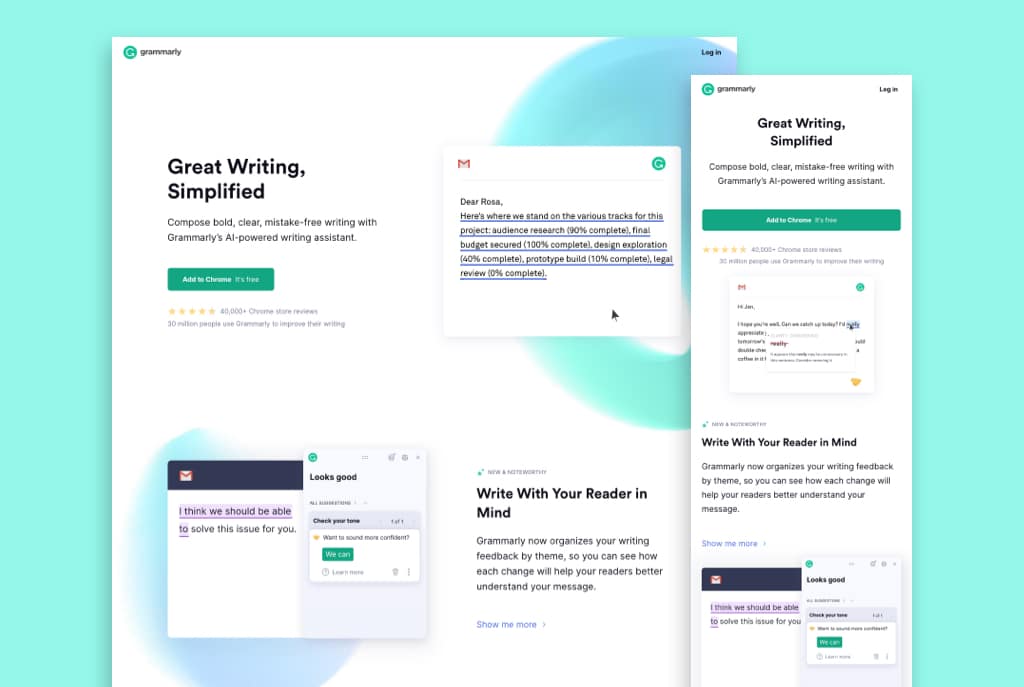 grammarly
Log in
Great Writing,
Simplified
Compose bold, clear, mistake-free writing with
Grammarly's AI-powered writing assistant.
Add to Chrome It's free
40,000+ Chrome store reviews
30 million people use Grammarly to improve their writing
Dear Rosa,
Here's where we stand on the various tracks for this
project: audience research (90% complete), final
budget secured (100% complete), design exploration
(40% complete), prototype build (10% complete), legal
review (0% complete).
I think we should be able
to solve this issue for you.
Looks good
ALL SUGGESTIONS
Check your tone
1 of 1
Want to sound more confident?
We can
Learn more
NEW & NOTEWORTHY
Write With Your Reader in
Mind
Grammarly now organizes your writing
feedback by theme, so you can see how
each change will help your readers better
understand your message.
Show me more
grammarly
Log in
Great Writing,
Simplified
Compose bold, clear, mistake-free writing with
Grammarly's AI-powered writing assistant.
Add to Chrome It's free
40,000+ Chrome store reviews
30 million people use Grammarly to improve their writing
Hi Jen,
I hope you're well. Can we catch up today? I'd really
appreciate
tomorrow's
double
coffee in it
really
NEW & NOTEWORTHY
Write With Your Reader in Mind
Grammarly now organizes your writing feedback
by theme, so you can see how each change will
help your readers better understand your
message.
Show me more
I think we should be able
to solve this issue for you
Looks good
ALL SUGGESTIONS
Check your tone
1 of 1
Want to sound more confident?
We can
Learn more